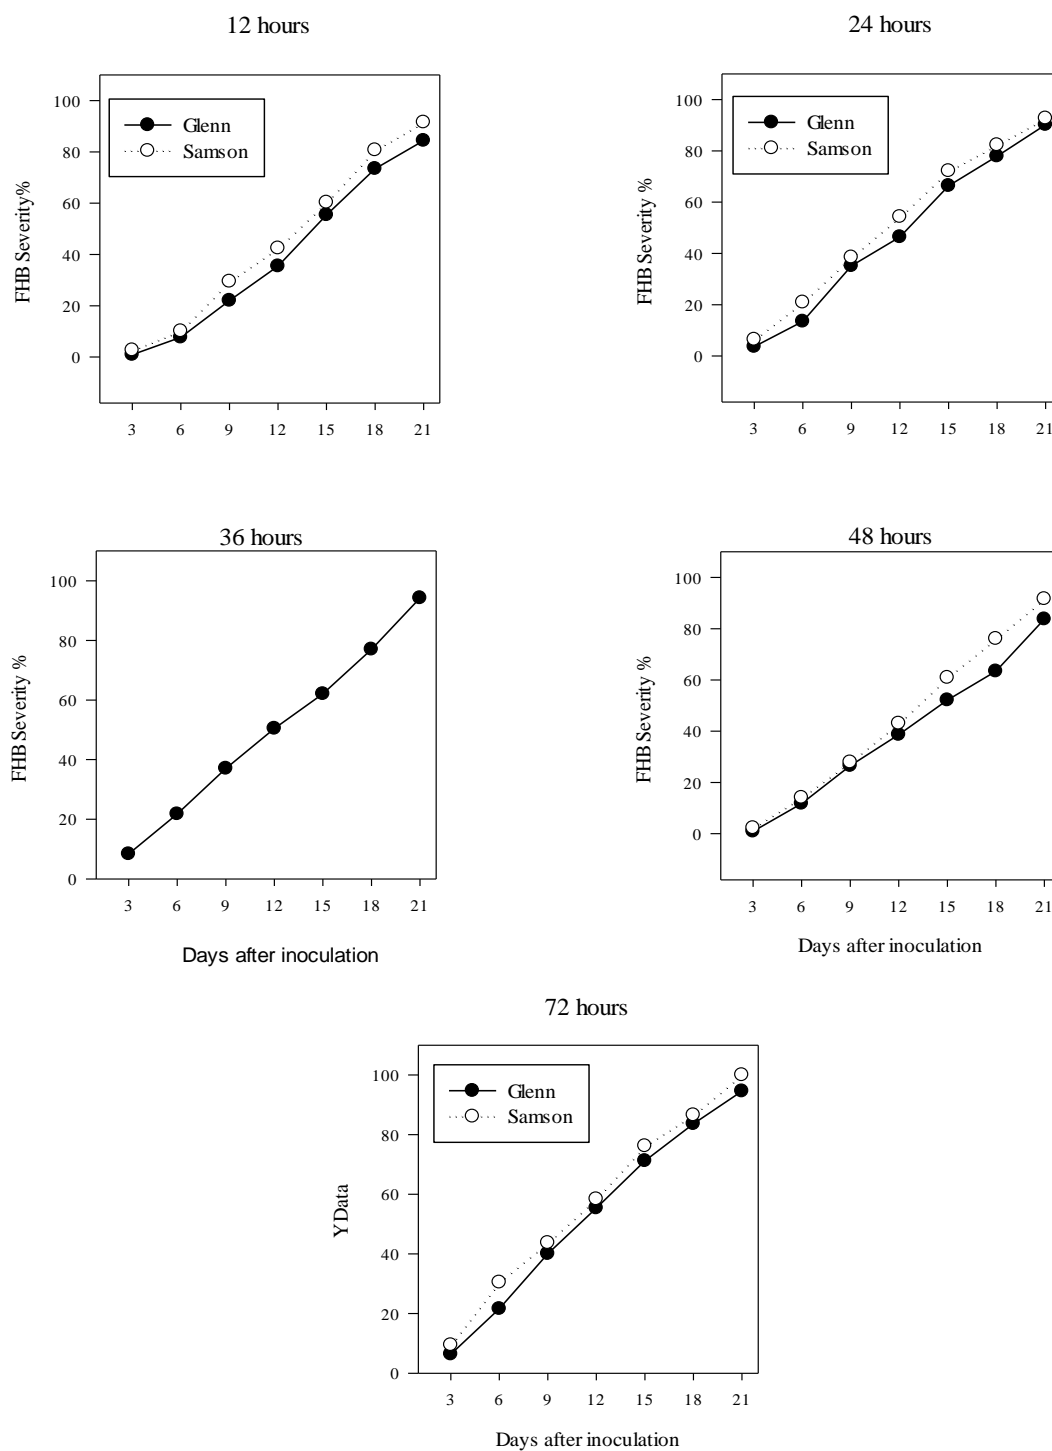 12 hours
24 hours
FHB Severity%
100
80
60
40
20
0
Glenn
Samson
3 6 9 12 15 18 21
FHB Severity %
100
80
60
40
20
0
Glenn
Samson
3 6 9 12 15 18 21
36 hours
48 hours
FHB Severity %
100
80
60
40
20
0
3 6 9 12 15 18 21
Days after inoculation
FHB Severity %
100
80
60
40
20
0
3 6 9 12 15 18 21
Days after inoculation
72 hours
Y Data
100
80
60
40
20
0
Glenn
Samson
3 6 9 12 15 18 21
Days after inoculation